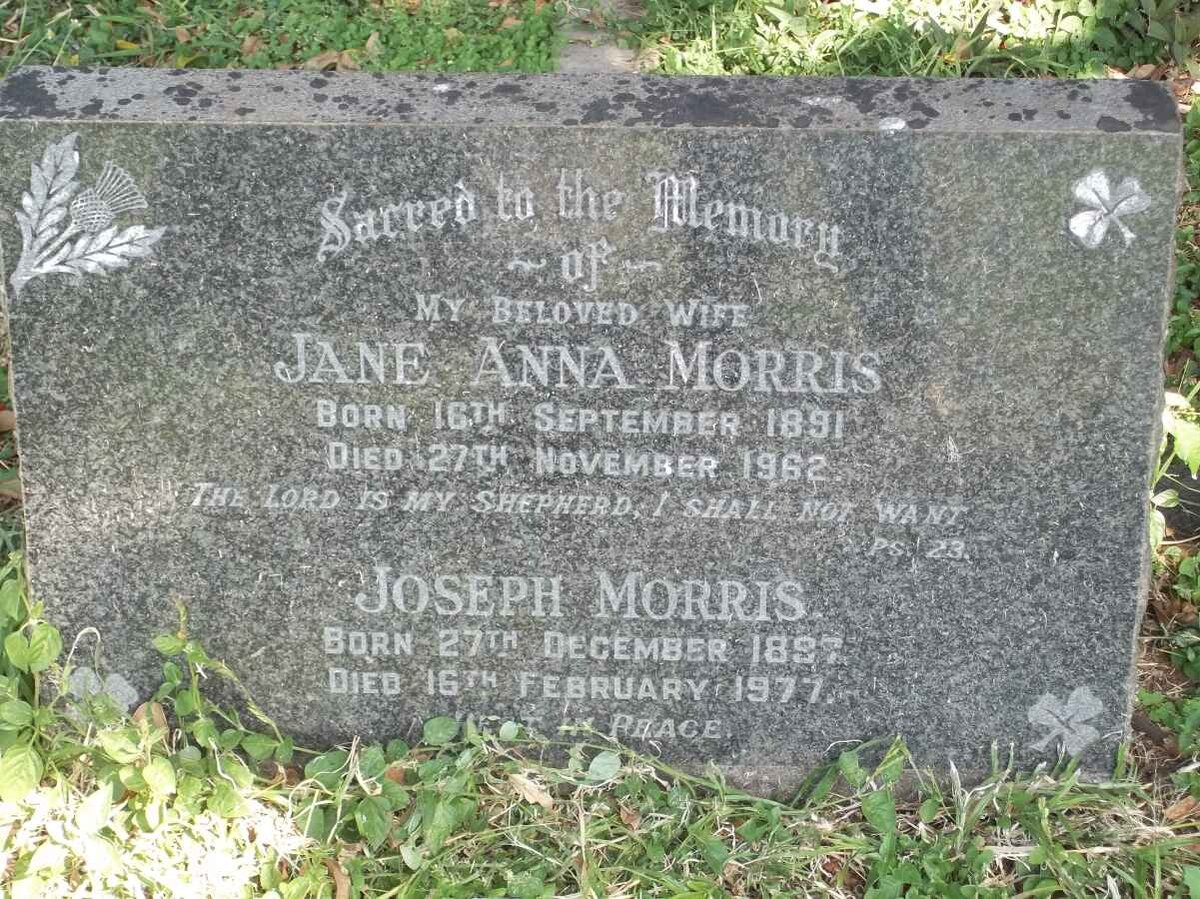 Sacred to the Memory
~ of ~
MY BELOVED WIFE
JANE ANNA MORRIS
BORN 16TH SEPTEMBER 1891
DIED 27TH NOVEMBER 1962.
THE LORD IS MY SHEPHERD, I SHALL NOT WANT
PS. 23.
JOSEPH MORRIS.
BORN 27TH DECEMBER 1897.
DIED 16TH FEBRUARY 1977.
PEACE.